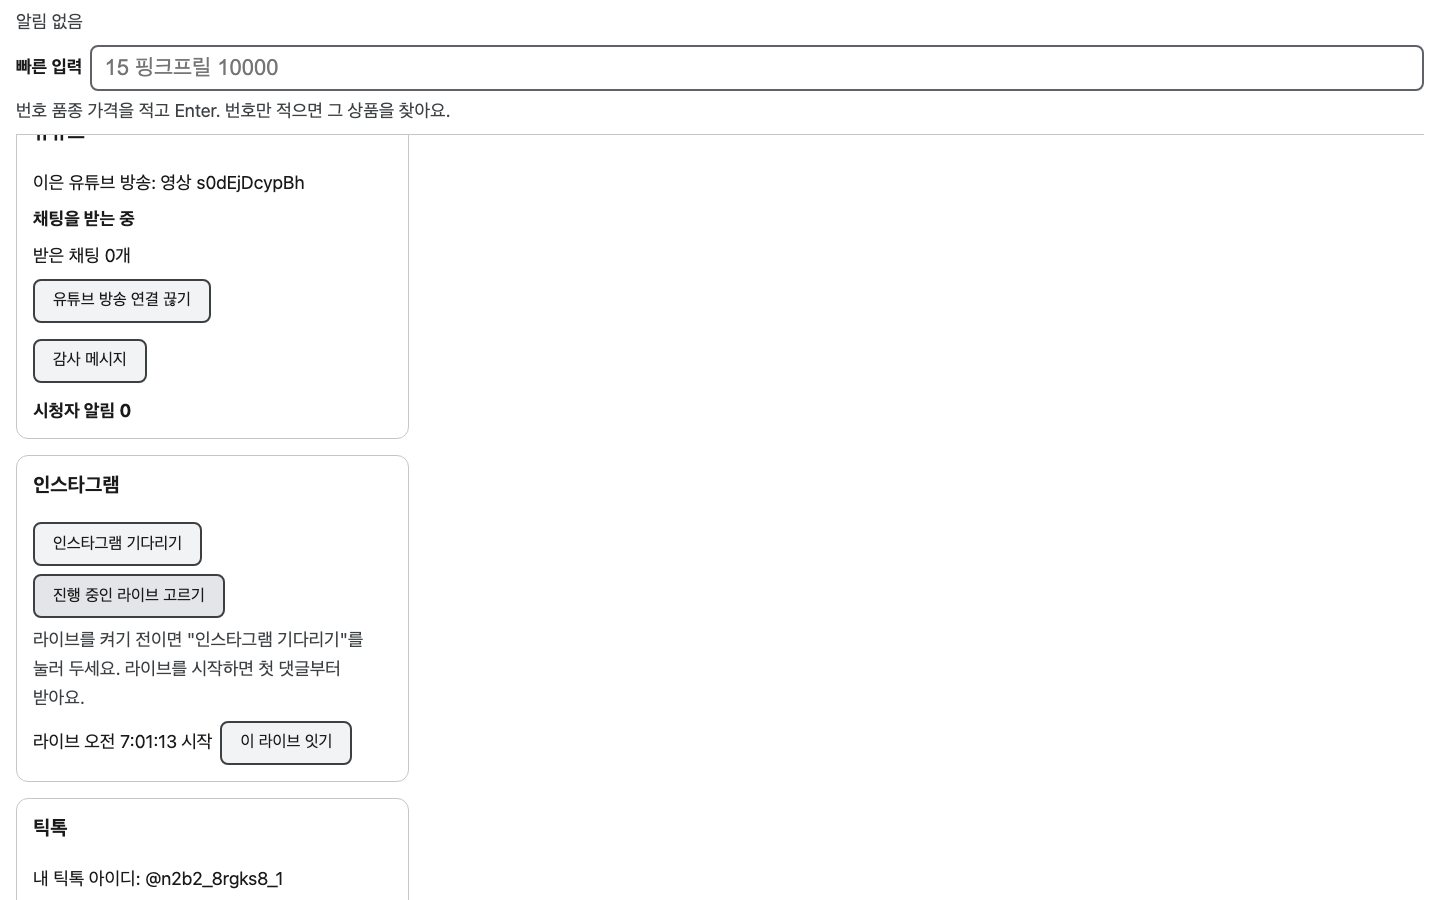 알림 없음
빠른 입력 15 핑크프릴 10000
번호 품종 가격을 적고 Enter. 번호만 적으면 그 상품을 찾아요.
이은 유튜브 방송: 영상 s0dEjDcypBh
채팅을 받는 중
받은 채팅 0개
유튜브 방송 연결 끊기
감사 메시지
시청자 알림 0
인스타그램
인스타그램 기다리기
진행 중인 라이브 고르기
라이브를 켜기 전이면 "인스타그램 기다리기"를
눌러 두세요. 라이브를 시작하면 첫 댓글부터
받아요.
라이브 오전 7:01:13 시작 이 라이브 잇기
틱톡
내 틱톡 아이디: @n2b2_8rgks8_1